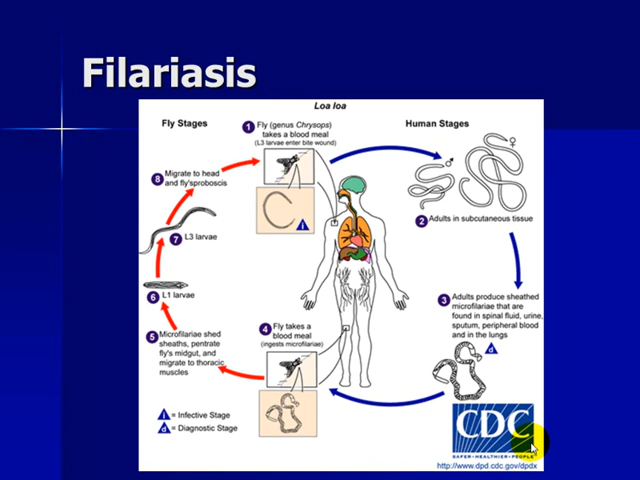 Filariasis
Loa loa
Fly Stages
Human Stages
1 Fly (genus Chrysops)
takes a blood meal
(L3 larvae enter bite wound)
i
♂
♀
2 Adults in subcutaneous tissue
3 Adults produce sheathed
microfilariae that are
found in spinal fluid, urine,
sputum, peripheral blood
and in the lungs
d
4 Fly takes a
blood meal
(ingests microfilariae)
5 Microfilariae shed
sheaths, pentrate
fly's midgut, and
migrate to thoracic
muscles
6 L1 larvae
7 L3 larvae
8 Migrate to head
and fly'sproboscis
i = Infective Stage
d = Diagnostic Stage
CDC
SAFER•HEALTHIER•PEOPLE
http://www.dpd.cdc.gov/dpdx